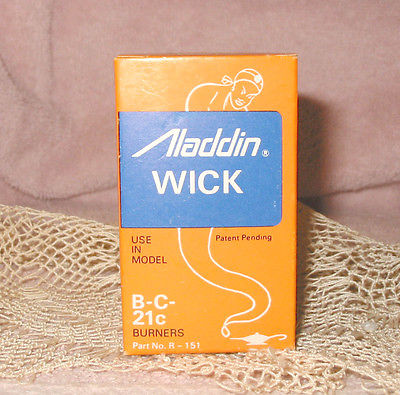 Aladdin®
WICK
Patent Pending
USE
IN
MODEL
B-C-
21c
BURNERS
Part No. R - 151